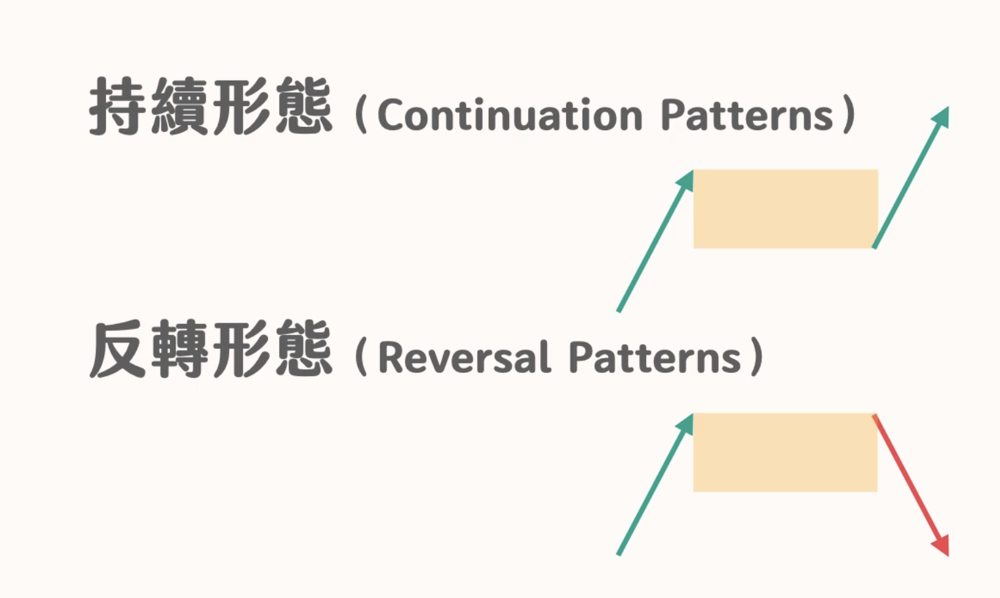 持續形態（Continuation Patterns）
反轉形態（Reversal Patterns）